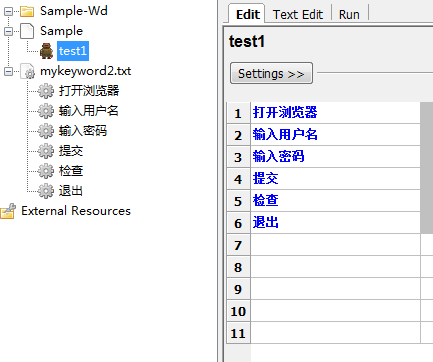 Sample-Wd
Sample
test1
mykeyword2.txt
打开浏览器
输入用户名
输入密码
提交
检查
退出
External Resources
Edit
Text Edit
Run
test1
Settings >>
1 打开浏览器
2 输入用户名
3 输入密码
4 提交
5 检查
6 退出
7
8
9
10
11